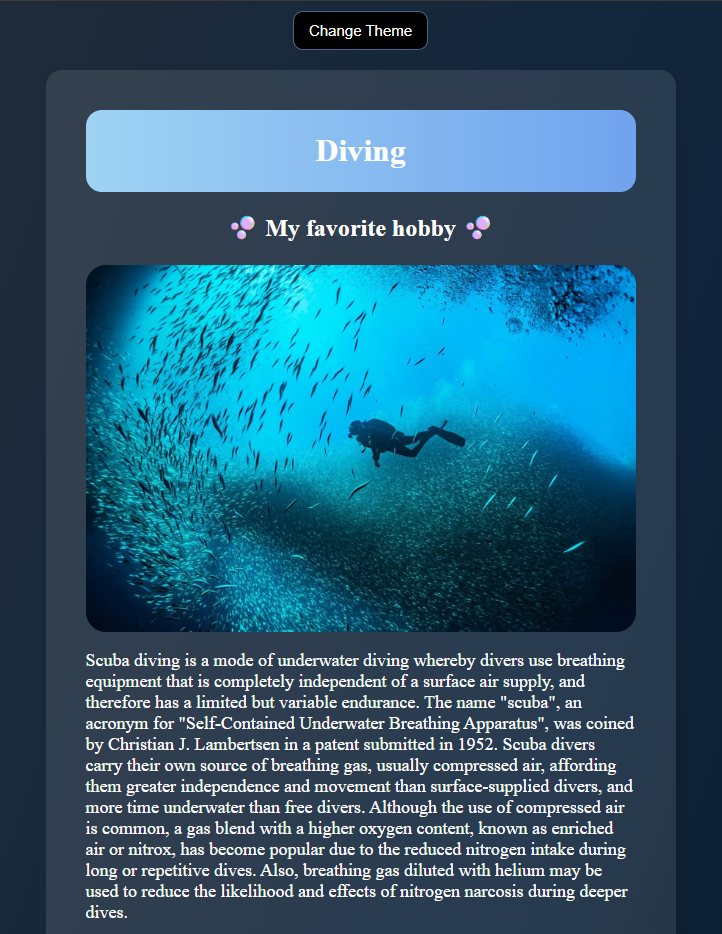 Change Theme
Diving
My favorite hobby
Scuba diving is a mode of underwater diving whereby divers use breathing
equipment that is completely independent of a surface air supply, and
therefore has a limited but variable endurance. The name "scuba", an
acronym for "Self-Contained Underwater Breathing Apparatus", was coined
by Christian J. Lambertsen in a patent submitted in 1952. Scuba divers
carry their own source of breathing gas, usually compressed air, affording
them greater independence and movement than surface-supplied divers, and
more time underwater than free divers. Although the use of compressed air
is common, a gas blend with a higher oxygen content, known as enriched
air or nitrox, has become popular due to the reduced nitrogen intake during
long or repetitive dives. Also, breathing gas diluted with helium may be
used to reduce the likelihood and effects of nitrogen narcosis during deeper
dives.